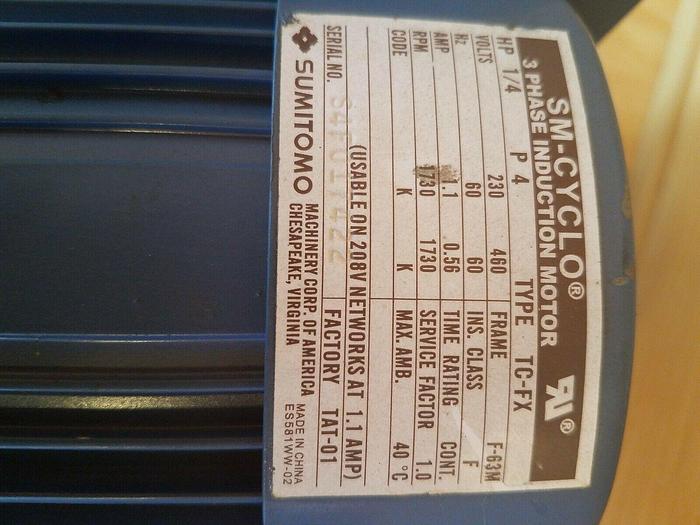 SM-CYCLO®
3 PHASE INDUCTION MOTOR
HP 1/4 P 4 TYPE TC-FX
VOLTS 230 460 FRAME F-63M
Hz 60 60 INS. CLASS F
AMP 1.1 0.56 TIME RATING CONT.
RPM 1730 1730 SERVICE FACTOR 1.0
CODE K K MAX. AMB. 40 °C
(USABLE ON 208V NETWORKS AT 1.1 AMP)
SERIAL NO. FACTORY TAT-01
SUMITOMO MACHINERY CORP. OF AMERICA
CHESAPEAKE, VIRGINIA
MADE IN CHINA
ES581WW-02